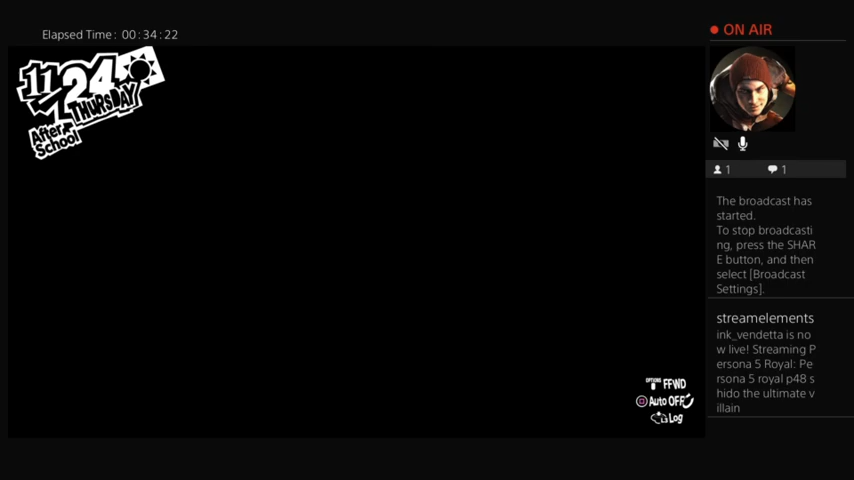 Elapsed Time: 00:34:22
ON AIR
11/24
THURSDAY
After School
1 1
The broadcast has
started.
To stop broadcasti
ng, press the SHAR
E button, and then
select [Broadcast
Settings].
streamelements
ink_vendetta is no
w live! Streaming P
ersona 5 Royal: Pe
rsona 5 royal p48 s
hido the ultimate v
illain
OPTIONS FFWD
Auto OFF
Log